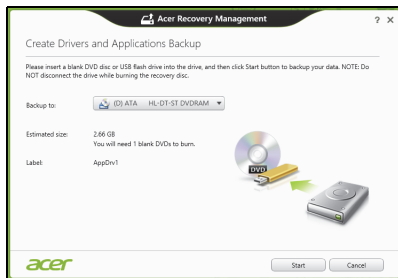 Acer Recovery Management
? ×
Create Drivers and Applications Backup
Please insert a blank DVD disc or USB flash drive into the drive, and then click Start button to backup your data. NOTE: Do
NOT disconnect the drive while burning the recovery disc.
Backup to: (D) ATA HL-DT-ST DVDRAM
Estimated size: 2.66 GB
You will need 1 blank DVDs to burn.
Label: AppDrv1
DVD
acer Start Cancel